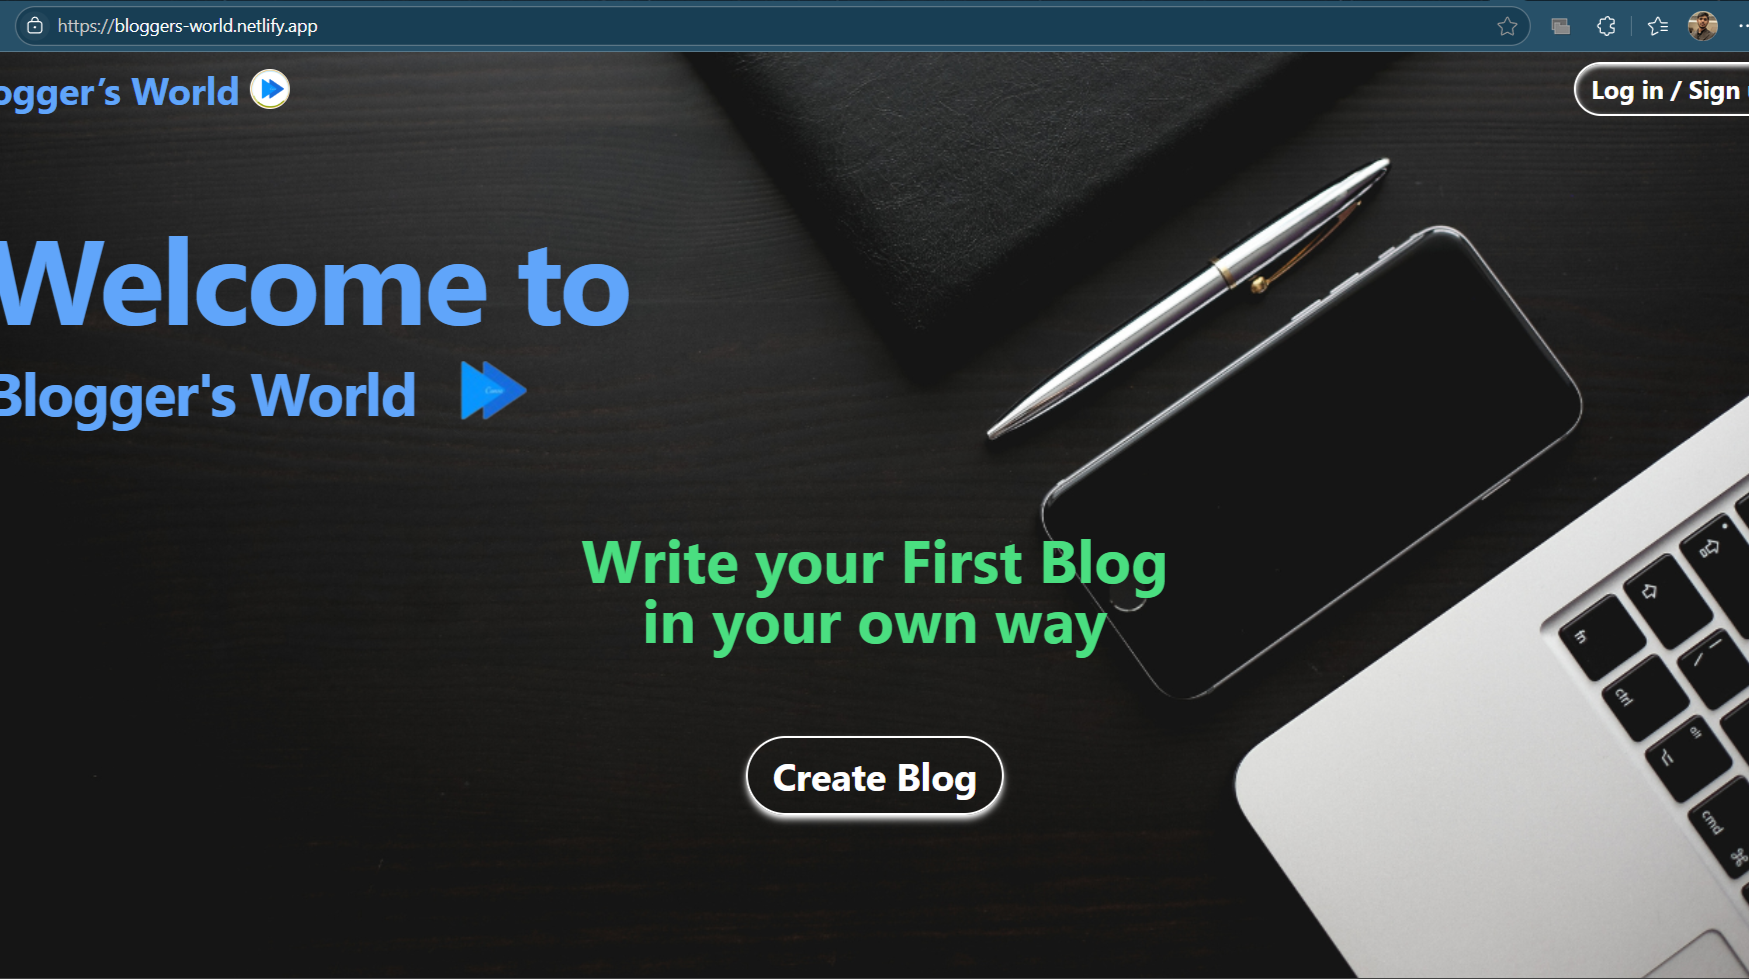 https://bloggers-world.netlify.app
ogger’s World
Log in / Sign
Welcome to
Blogger's World
Write your First Blog
in your own way
Create Blog
fn
ctrl
alt
cmd